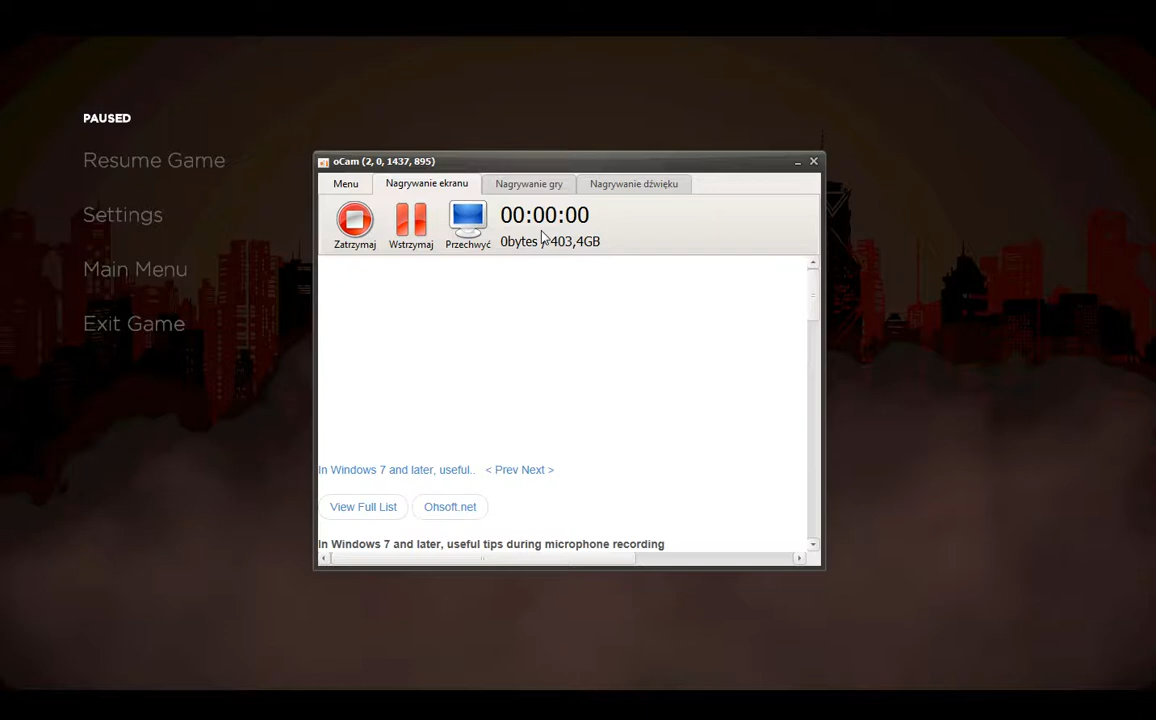 PAUSED
Resume Game
Settings
Main Menu
Exit Game
oCam (2, 0, 1437, 895)
Menu
Nagrywanie ekranu
Nagrywanie gry
Nagrywanie dźwięku
Zatrzymaj
Wstrzymaj
Przechwyć
00:00:00
0bytes / 403,4GB
In Windows 7 and later, useful.. < Prev Next >
View Full List
Ohsoft.net
In Windows 7 and later, useful tips during microphone recording